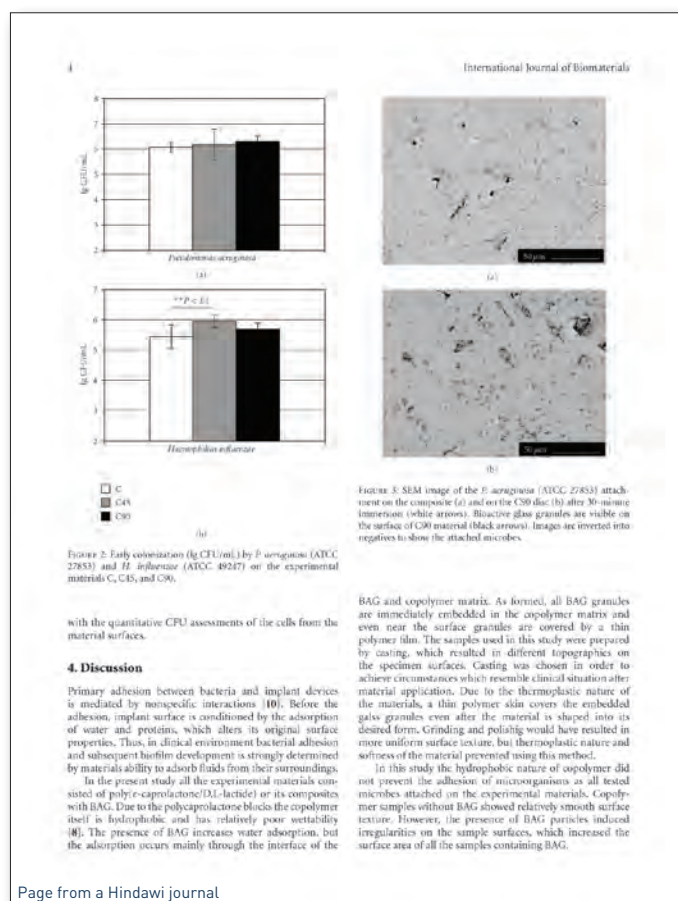 4
International Journal of Biomaterials
8
7
6
5
4
3
2
lg CFU/mL
Pseudomonas aeruginosa
(a)
7
6
5
4
3
2
lg CFU/mL
Haemophilus influenzae
C
C45
C90
(b)
FIGURE 2: Early colonization (lg CFU/mL) by P. aeruginosa (ATCC
27853) and H. influenzae (ATCC 49247) on the experimental
materials C, C45, and C90.
50 μm
(a)
50 μm
(b)
FIGURE 3: SEM image of the P. aeruginosa (ATCC 27853) attach-
ment on the composite (a) and on the C90 disc (b) after 30-minute
immersion (white arrows). Bioactive glass granules are visible on
the surface of C90 material (black arrows). Images are inverted into
negatives to show the attached microbes.
with the quantitative CFU assessments of the cells from the
material surfaces.
4. Discussion
Primary adhesion between bacteria and implant devices
is mediated by nonspecific interactions [10]. Before the
adhesion, implant surface is conditioned by the adsorption
of water and proteins, which alters its original surface
properties. Thus, in clinical environment bacterial adhesion
and subsequent biofilm development is strongly determined
by materials ability to adsorb fluids from their surroundings.
In the present study all the experimental materials con-
sisted of poly(ε-caprolactone/D,L-lactide) or its composites
with BAG. Due to the polycaprolactone blocks the copolymer
itself is hydrophobic and has relatively poor wettability
[8]. The presence of BAG increases water adsorption, but
the adsorption occurs mainly through the interface of the
BAG and copolymer matrix. As formed, all BAG granules
are immediately embedded in the copolymer matrix and
even near the surface granules are covered by a thin
polymer film. The samples used in this study were prepared
by casting, which resulted in different topographies on
the specimen surfaces. Casting was chosen in order to
achieve circumstances which resemble clinical situation after
material application. Due to the thermoplastic nature of
the materials, a thin polymer skin covers the embedded
galss granules even after the material is shaped into its
desired form. Grinding and polishig would have resulted in
more uniform surface texture, but thermoplastic nature and
softness of the material prevented using this method.
In this study the hydrophobic nature of copolymer did
not prevent the adhesion of microorganisms as all tested
microbes attached on the experimental materials. Copoly-
mer samples without BAG showed relatively smooth surface
texture. However, the presence of BAG particles induced
irregularities on the sample surfaces, which increased the
surface area of all the samples containing BAG.
Page from a Hindawi journal